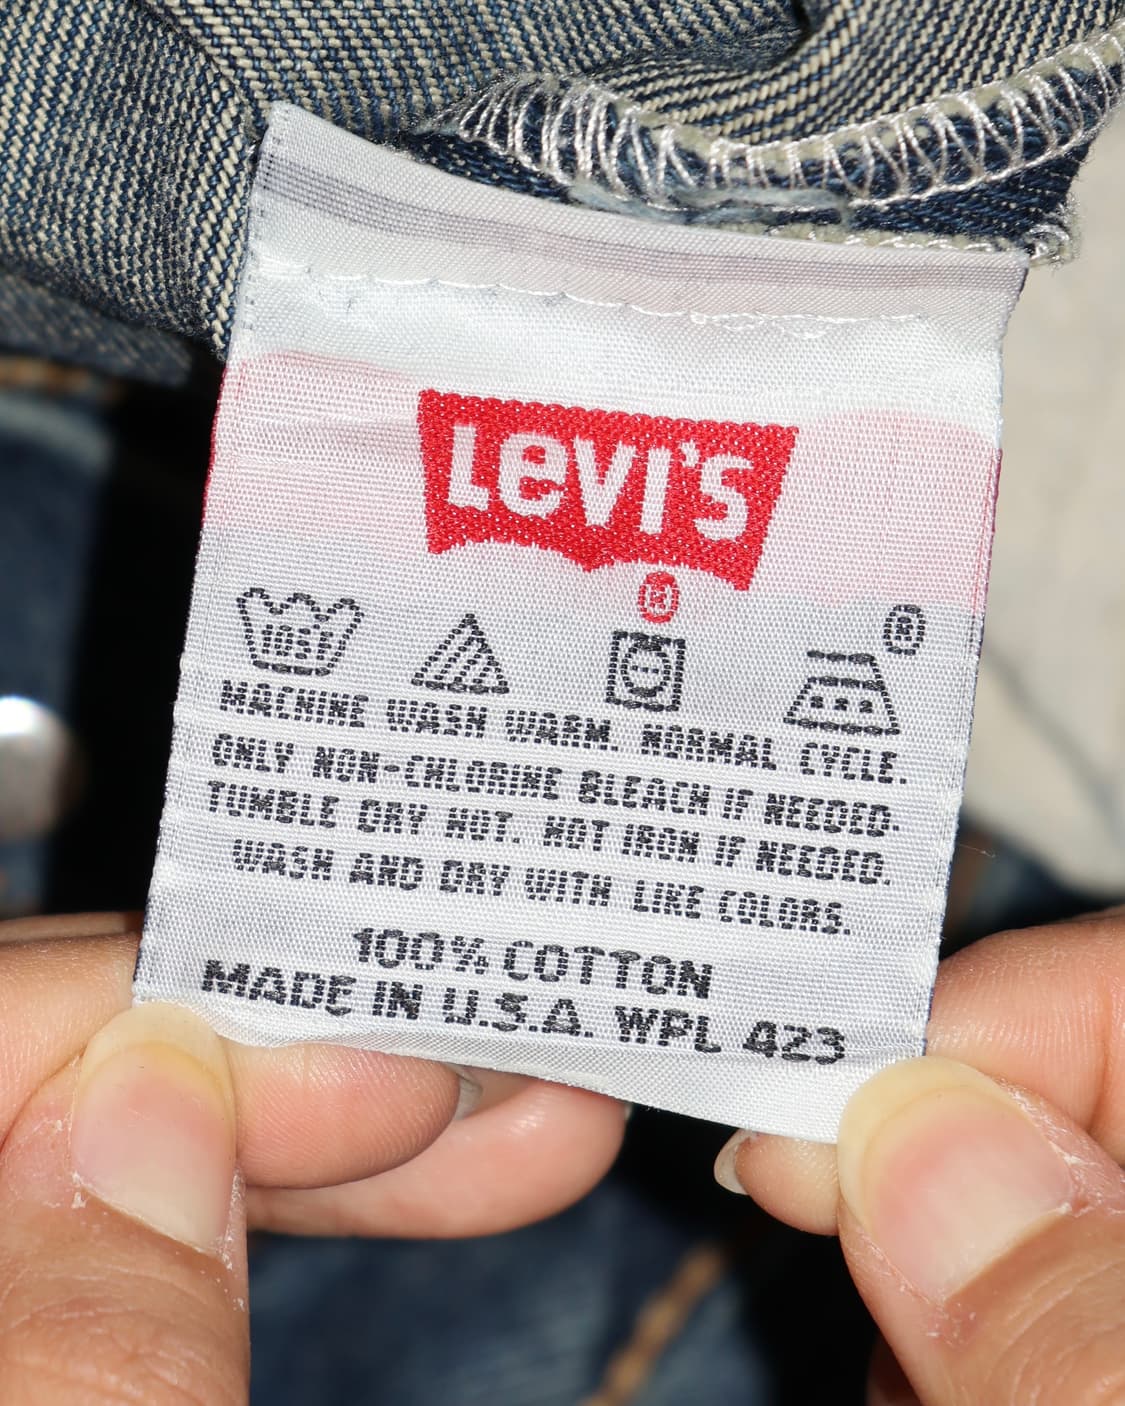 Levi's
®
®
105F
MACHINE WASH WARM. NORMAL CYCLE.
ONLY NON-CHLORINE BLEACH IF NEEDED.
TUMBLE DRY HOT. HOT IRON IF NEEDED.
WASH AND DRY WITH LIKE COLORS.
100% COTTON
MADE IN U.S.A. WPL 423